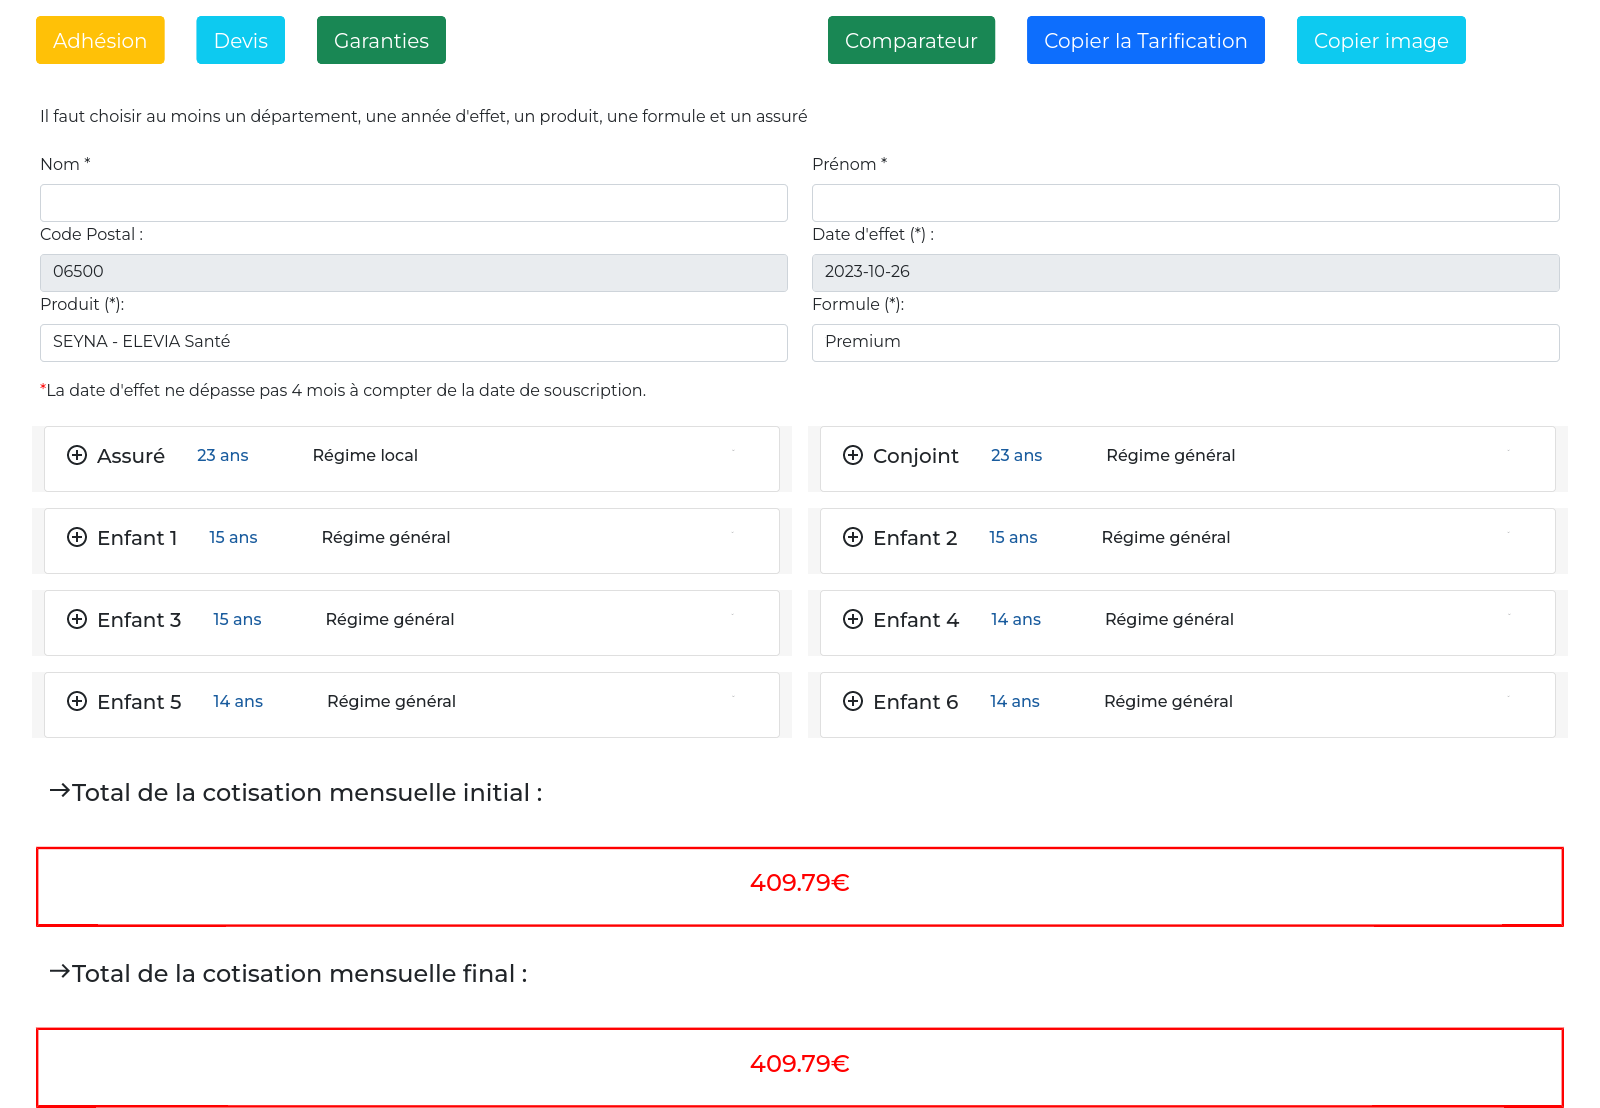 Adhésion Devis Garanties Comparateur Copier la Tarification Copier image
Il faut choisir au moins un département, une année d'effet, un produit, une formule et un assuré
Nom * Prénom *
Code Postal : Date d'effet (*) :
06500 2023-10-26
Produit (*): Formule (*):
SEYNA - ELEVIA Santé Premium
*La date d'effet ne dépasse pas 4 mois à compter de la date de souscription.
Assuré 23 ans Régime local Conjoint 23 ans Régime général
Enfant 1 15 ans Régime général Enfant 2 15 ans Régime général
Enfant 3 15 ans Régime général Enfant 4 14 ans Régime général
Enfant 5 14 ans Régime général Enfant 6 14 ans Régime général
→Total de la cotisation mensuelle initial :
409.79€
→Total de la cotisation mensuelle final :
409.79€